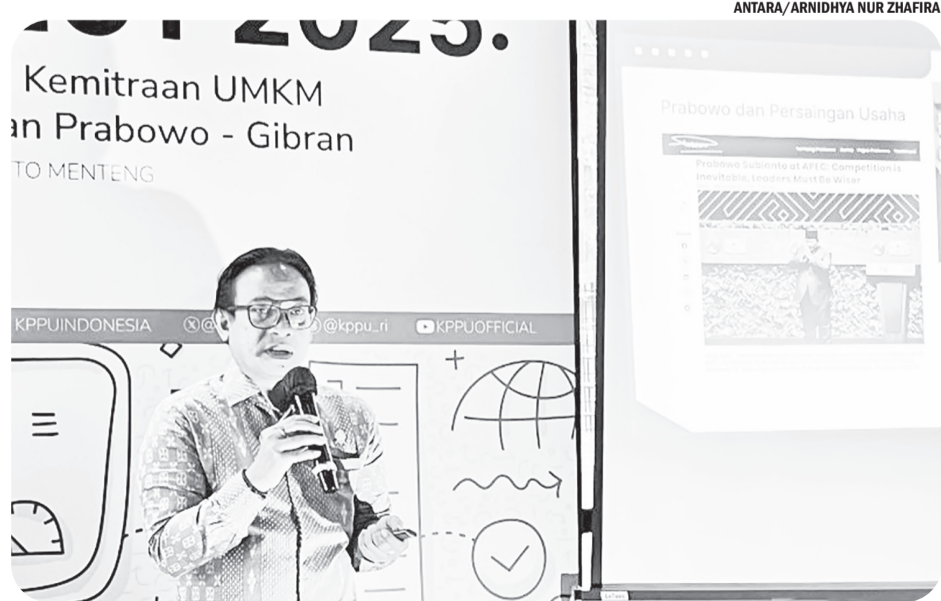 ANTARA/ARNIDHYA NUR ZHAFIRA
2025.
Kemitraan UMKM
an Prabowo - Gibran
TO MENTENG
KPPUINDONESIA
@kppu_ri
KPPUOFFICIAL
Prabowo dan Persaingan Usaha
Prabowo Subianto at APEC: Competition is
Inevitable, Leaders Must Be Wiser